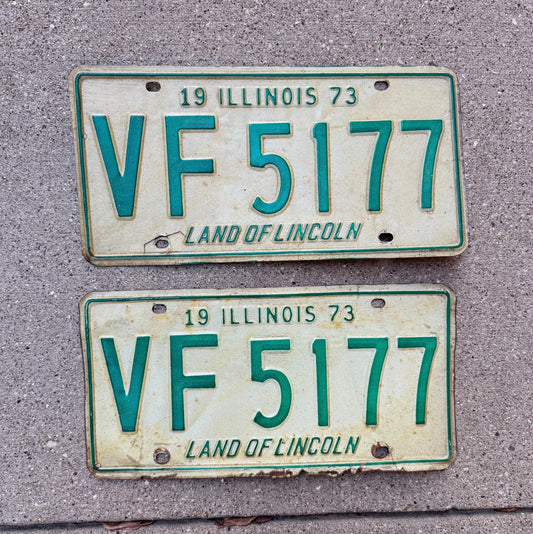 19 ILLINOIS 73
VF 5177
LAND OF LINCOLN
19 ILLINOIS 73
VF 5177
LAND OF LINCOLN